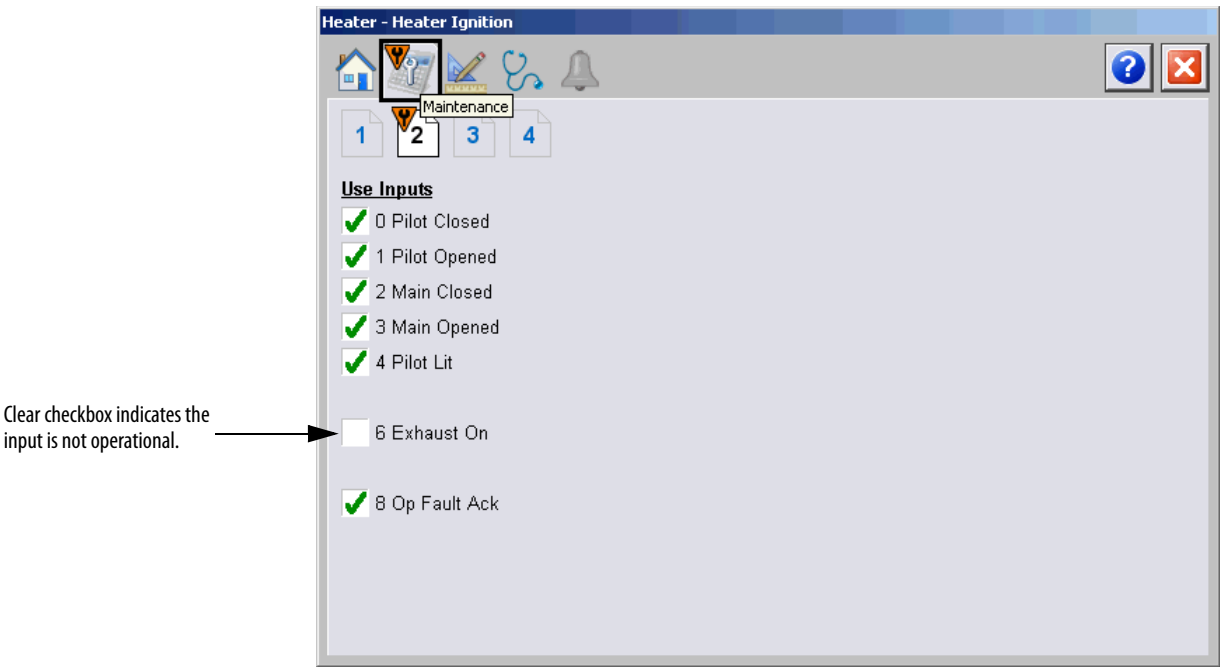 Heater - Heater Ignition
?
Maintenance
1 2 3 4
Use Inputs
0 Pilot Closed
1 Pilot Opened
2 Main Closed
3 Main Opened
4 Pilot Lit
Clear checkbox indicates the
input is not operational.
6 Exhaust On
8 Op Fault Ack